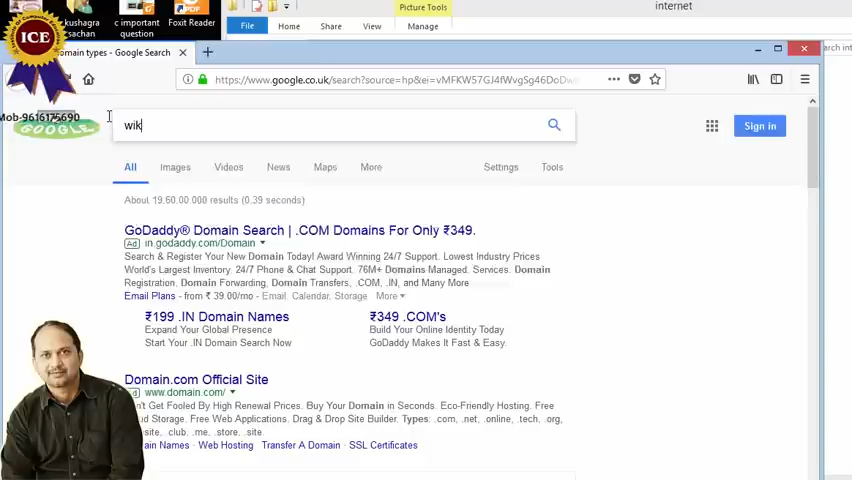 kushagra
sachan
c important
question
Foxit Reader
Picture Tools
internet
File
Home
Share
View
Manage
ICE
omain types - Google Search
https://www.google.co.uk/search?source=hp&ei=vMFKW57GJ4fWvgSg46DoDw
Mob-9616175690
GOOGLE
wik
Sign in
All
Images
Videos
News
Maps
More
Settings
Tools
About 19,60,00,000 results (0.39 seconds)
GoDaddy® Domain Search | .COM Domains For Only ₹349.
Ad in.godaddy.com/Domain
Search & Register Your New Domain Today! Award Winning 24/7 Support. Lowest Industry Prices
World's Largest Inventory. 24/7 Phone & Chat Support. 76M+ Domains Managed. Services: Domain
Registration, Domain Forwarding, Domain Transfers, .COM, .IN, and Many More
Email Plans - from ₹ 39.00/mo - Email, Calendar, Storage More
₹199 .IN Domain Names
₹349 .COM's
Expand Your Global Presence
Build Your Online Identity Today
Start Your .IN Domain Search Now
GoDaddy Makes It Fast & Easy.
Domain.com Official Site
Ad www.domain.com/
n't Get Fooled By High Renewal Prices. Buy Your Domain in Seconds. Eco-Friendly Hosting. Free
ud Storage. Free Web Applications. Drag & Drop Site Builder. Types: .com, .net, .online, .tech, .org,
site, .club, .me, .store, .site
ain Names - Web Hosting Transfer A Domain - SSL Certificates